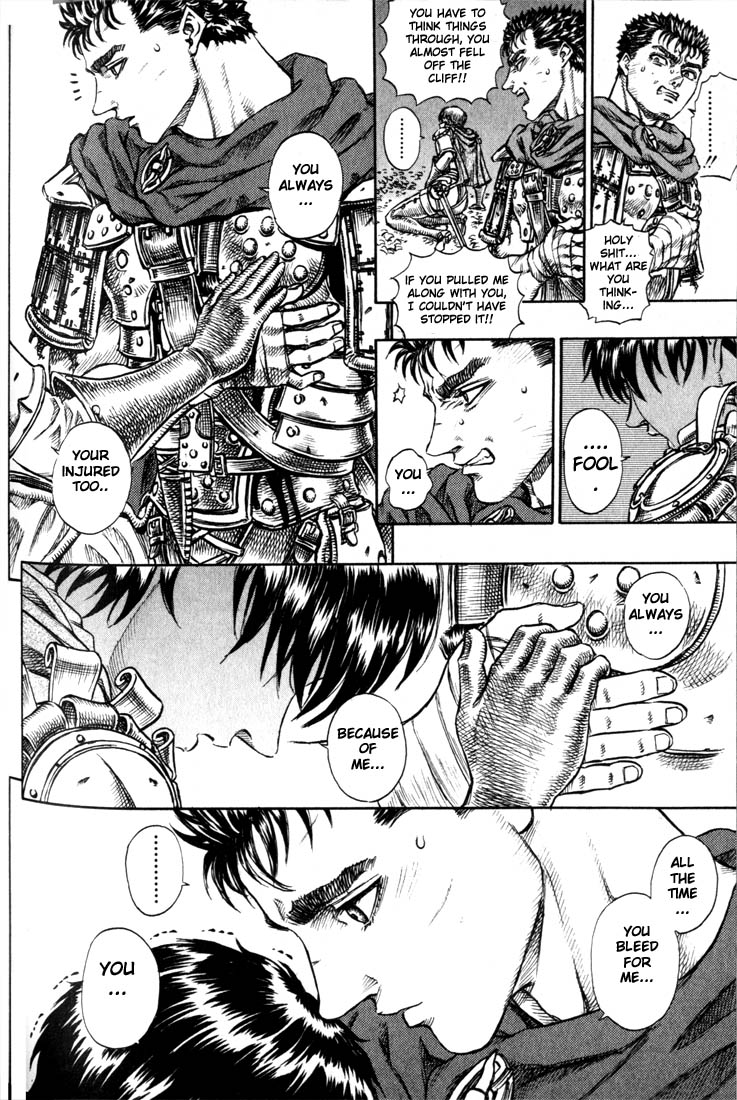 ........!!
HOLY
SHIT...
WHAT ARE
YOU
THINK-
ING...
YOU HAVE TO
THINK THINGS
THROUGH, YOU
ALMOST FELL
OFF THE
CLIFF!!
........
IF YOU PULLED ME
ALONG WITH YOU,
I COULDN'T HAVE
STOPPED IT!!
....
FOOL
.
YOU
...
YOU
ALWAYS
...
YOUR
INJURED
TOO..
YOU
ALWAYS
...
BECAUSE
OF
ME...
ALL
THE
TIME
...
YOU
BLEED
FOR
ME...
........
YOU
...